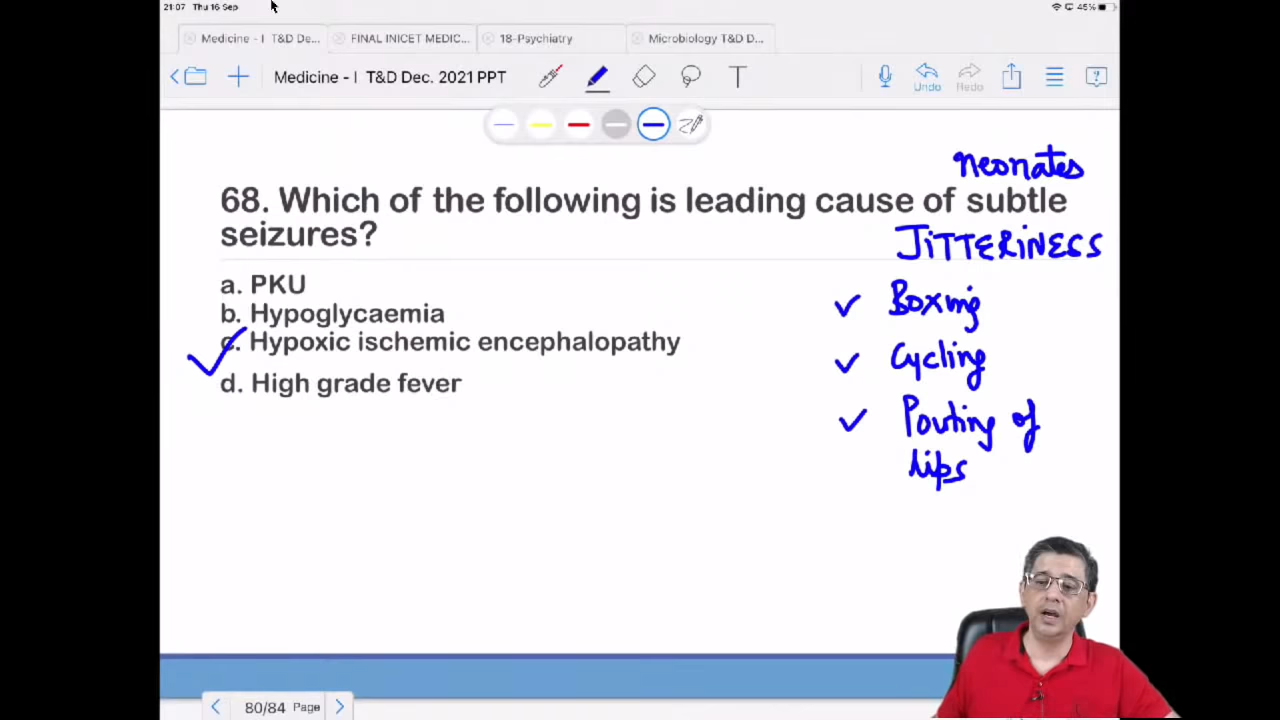 21:07 Thu 16 Sep
45%
Medicine - I T&D De...
FINAL INICET MEDIC...
18-Psychiatry
Microbiology T&D D...
Medicine - I T&D Dec. 2021 PPT
T
Undo
Redo
?
neonates
68. Which of the following is leading cause of subtle
seizures?
JITTERINESS
a. PKU
b. Hypoglycaemia
c. Hypoxic ischemic encephalopathy
d. High grade fever
Boxing
Cycling
Pouting of
lips
80/84 Page